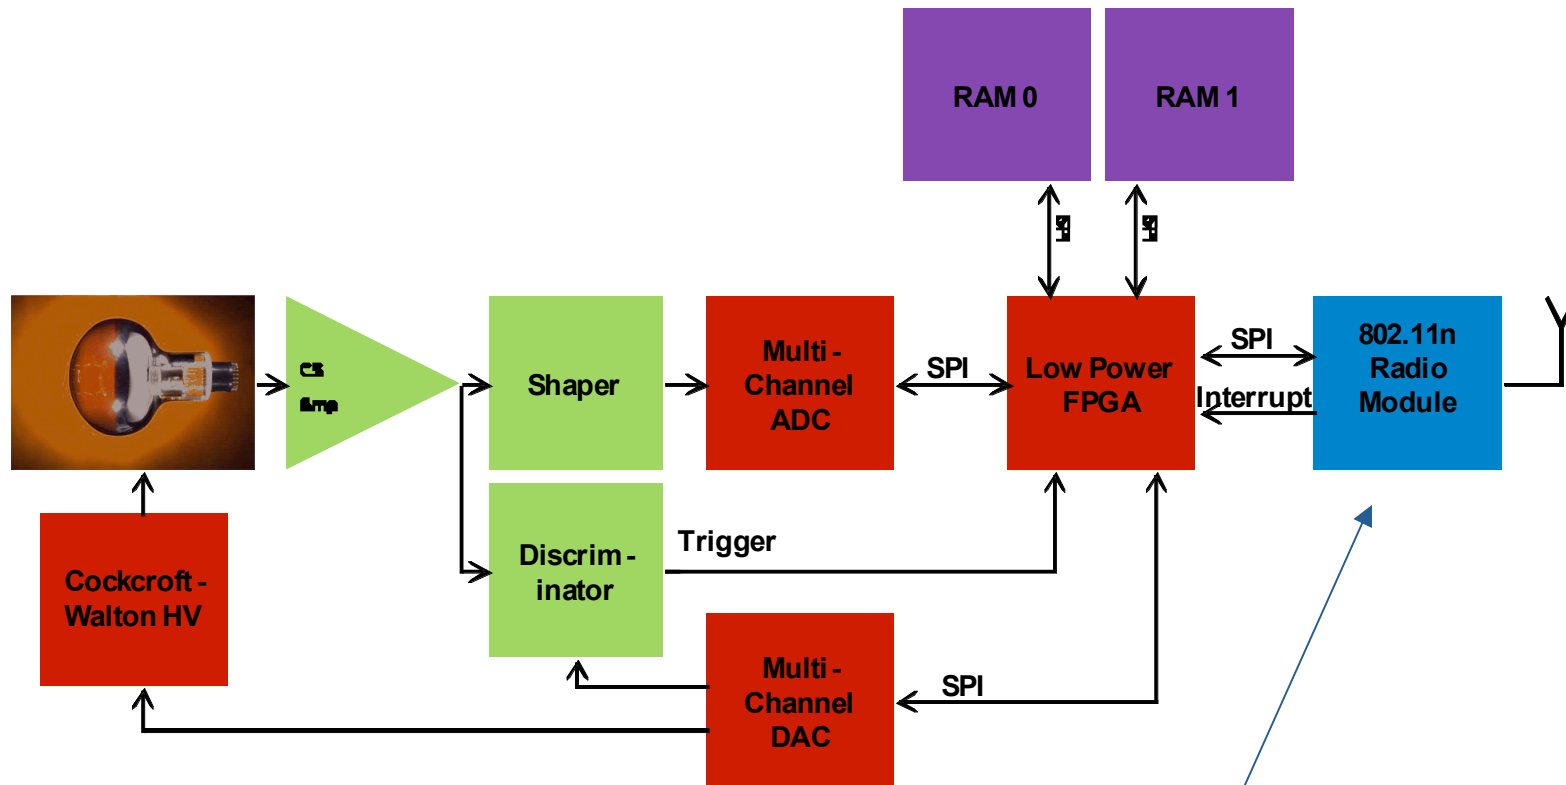 RAM 0
RAM 1
Shaper
Multi -
Channel
ADC
SPI
Low Power
FPGA
SPI
Interrupt
802.11n
Radio
Module
Cockcroft -
Walton HV
Discrim -
inator
Trigger
Multi -
Channel
DAC
SPI